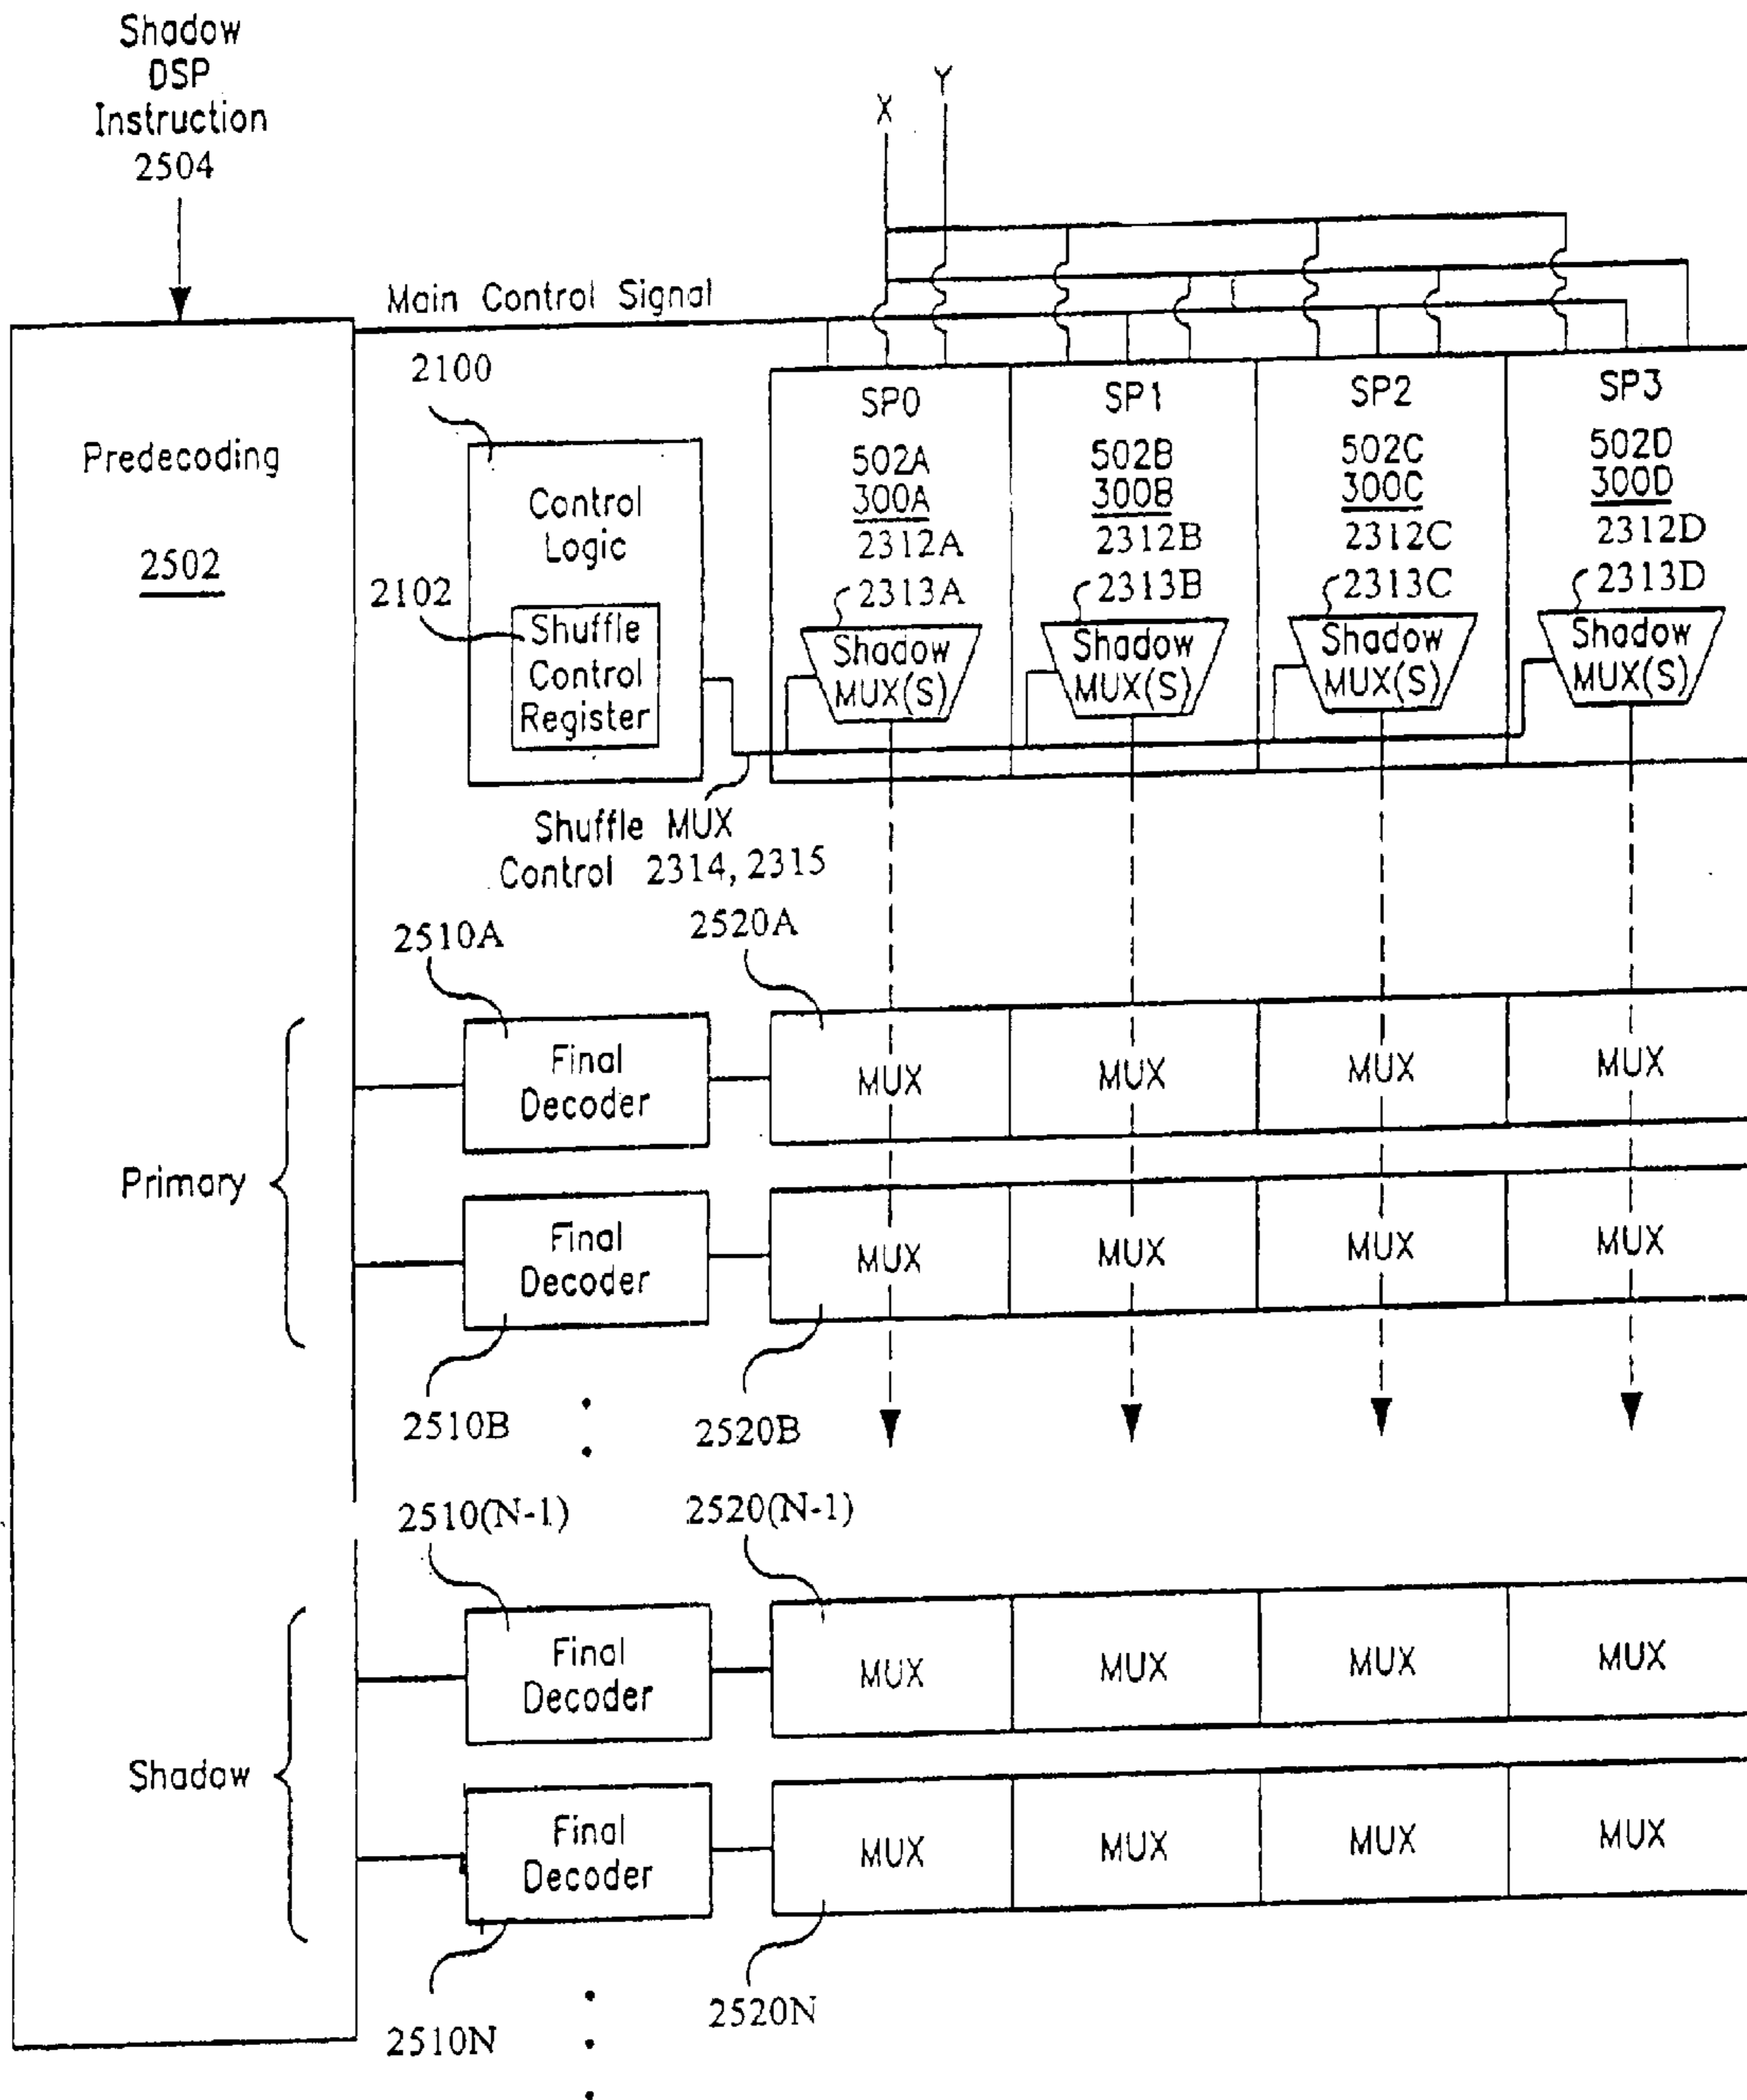 Shadow
DSP
Instruction
2504
X
Y
Main Control Signal
Predecoding
2502
2100
Control
Logic
2102
Shuffle
Control
Register
SP0
502A
300A
2312A
2313A
Shadow
MUX(S)
SP1
502B
300B
2312B
2313B
Shadow
MUX(S)
SP2
502C
300C
2312C
2313C
Shadow
MUX(S)
SP3
502D
300D
2312D
2313D
Shadow
MUX(S)
Shuffle MUX
Control 2314, 2315
2510A
2520A
Final
Decoder
MUX
MUX
MUX
MUX
Primary
Final
Decoder
MUX
MUX
MUX
MUX
2510B
2520B
2510(N-1)
2520(N-1)
Final
Decoder
MUX
MUX
MUX
MUX
Shadow
Final
Decoder
MUX
MUX
MUX
MUX
2510N
2520N